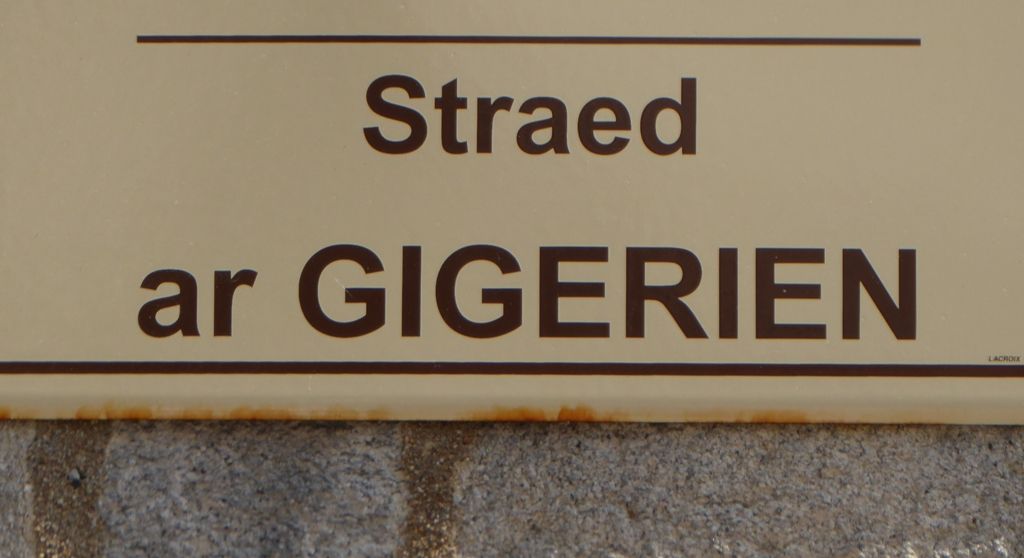 Straed
ar GIGERIEN
LACROIX